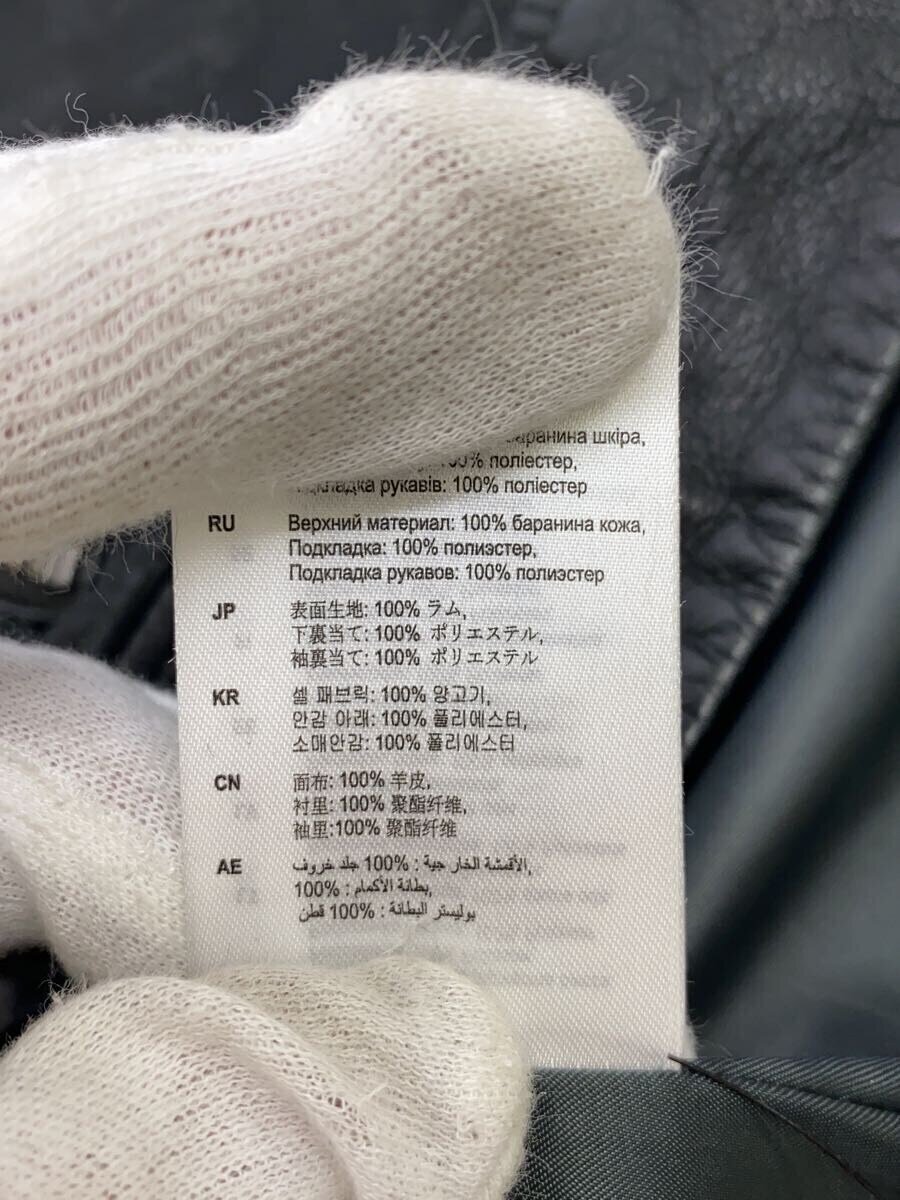 баранина шкіра,
100% поліестер,
рукавів: 100% поліестер
RU Верхний материал: 100% баранина кожа,
Подкладка: 100% полиэстер,
Подкладка рукавов: 100% полиэстер
JP 表面生地: 100% ラム,
下裏当て: 100% ポリエステル,
袖裏当て: 100% ポリエステル
KR 셸 패브릭: 100% 양고기,
안감 아래: 100% 폴리에스터,
소매안감: 100% 폴리에스터
CN 面布: 100% 羊皮,
衬里: 100% 聚酯纤维,
袖里:100% 聚酯纤维
AE الأقمشة الخارجية : %100 جلد خروف,
بطانة الأكمام : %100,
بوليستر البطانة : %100 قطن